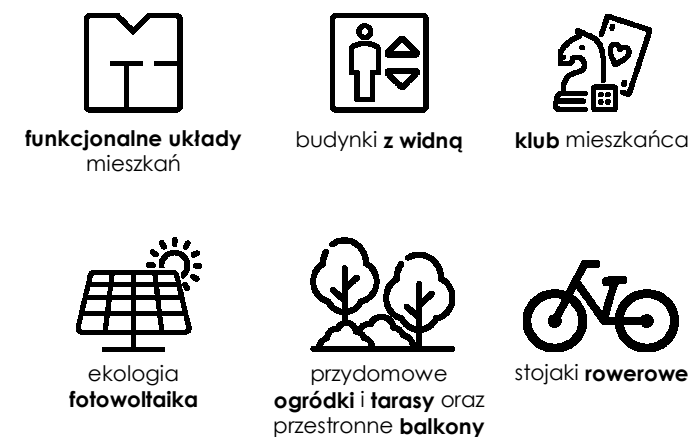 funkcjonalne układy
mieszkań
budynki z widną
klub mieszkańca
ekologia
fotowoltaika
przydomowe
ogródki i tarasy oraz
przestronne balkony
stojaki rowerowe